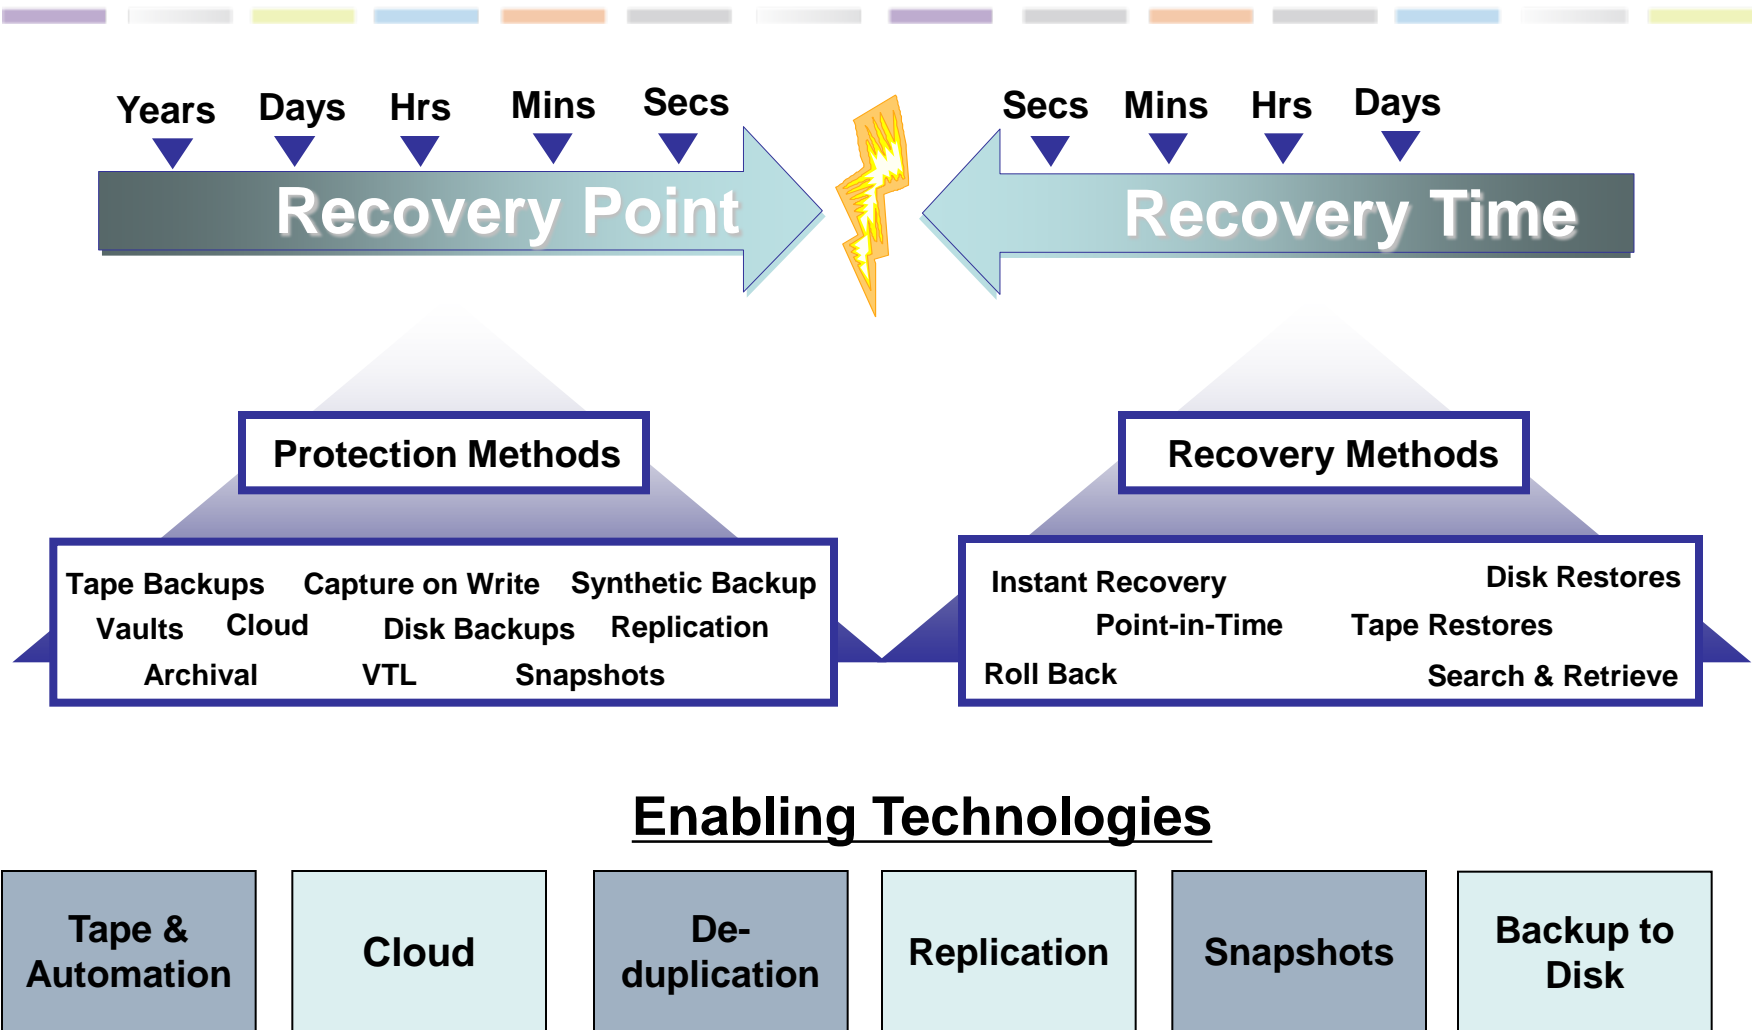 Years Days Hrs Mins Secs
Secs Mins Hrs Days
Recovery Point
Recovery Time
Protection Methods
Tape Backups Capture on Write Synthetic Backup
Vaults Cloud Disk Backups Replication
Archival VTL Snapshots
Recovery Methods
Instant Recovery Disk Restores
Point-in-Time Tape Restores
Roll Back Search & Retrieve
Enabling Technologies
Tape &
Automation
Cloud
De-
duplication
Replication
Snapshots
Backup to
Disk